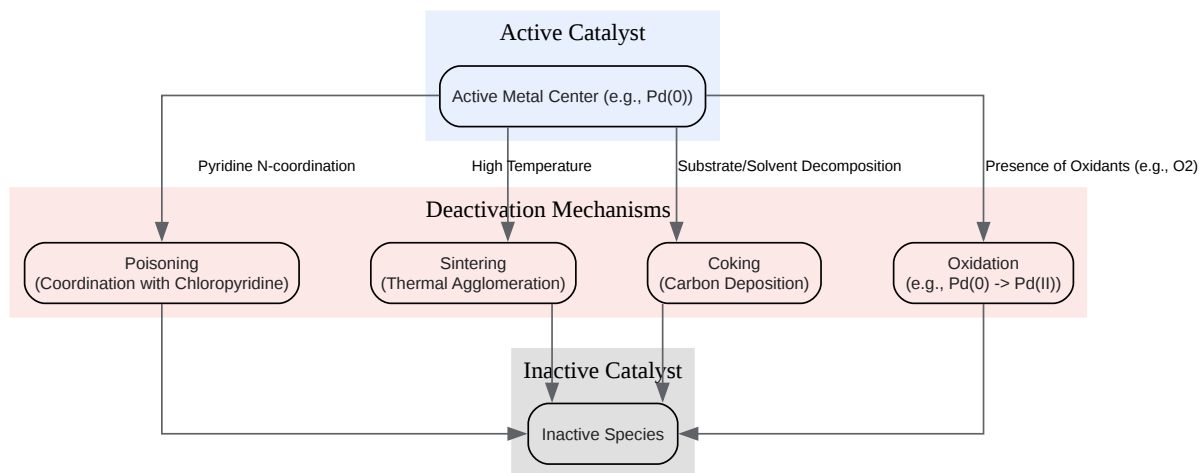 Active Catalyst
Active Metal Center (e.g., Pd(0))
Pyridine N-coordination
High Temperature
Substrate/Solvent Decomposition
Presence of Oxidants (e.g., O2)
Deactivation Mechanisms
Poisoning
(Coordination with Chloropyridine)
Sintering
(Thermal Agglomeration)
Coking
(Carbon Deposition)
Oxidation
(e.g., Pd(0) -> Pd(II))
Inactive Catalyst
Inactive Species